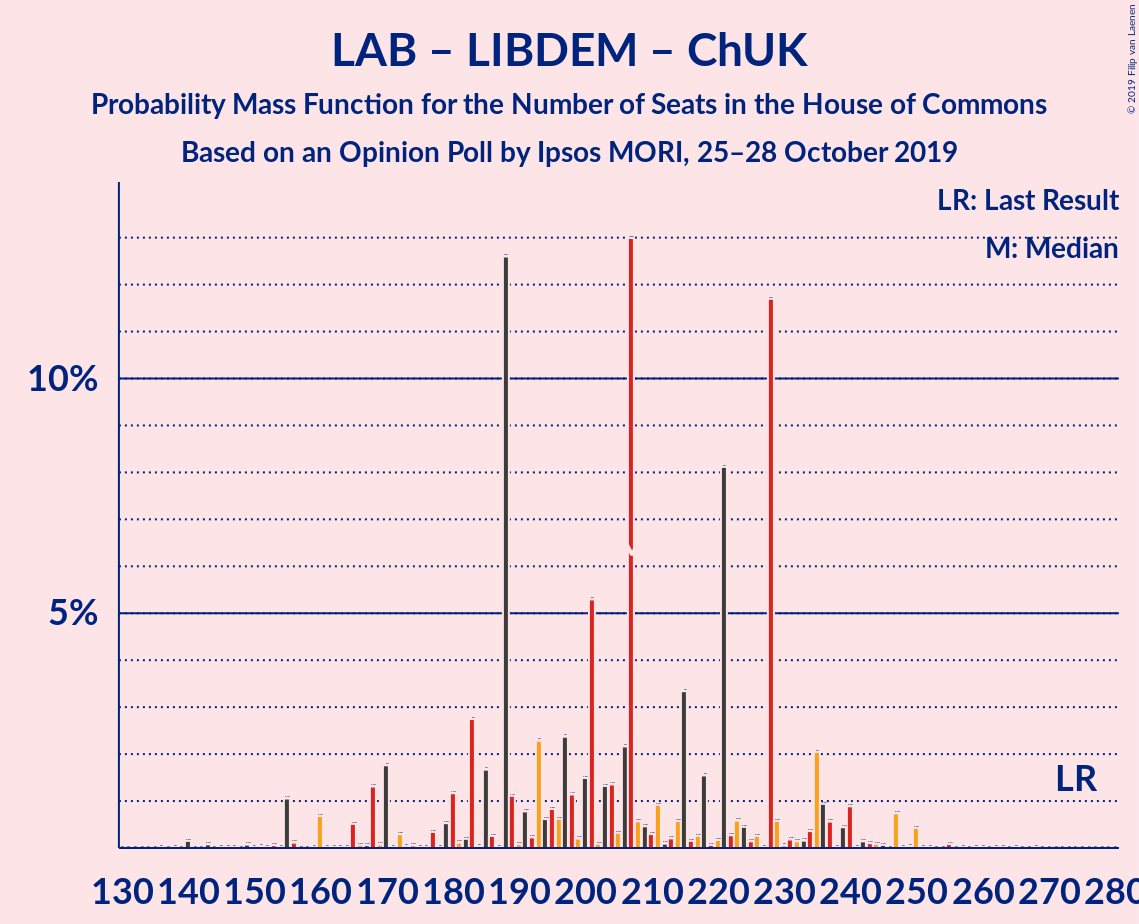 LAB – LIBDEM – ChUK
Probability Mass Function for the Number of Seats in the House of Commons
Based on an Opinion Poll by Ipsos MORI, 25–28 October 2019
© 2019 Filip van Laenen
LR: Last Result
M: Median
10%
5%
LR
130 140 150 160 170 180 190 200 210 220 230 240 250 260 270 280